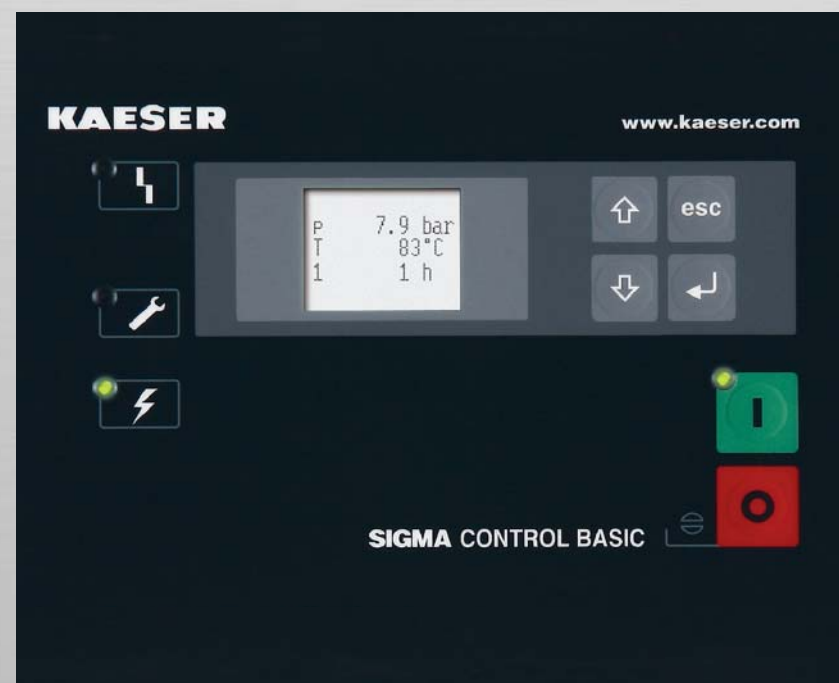 KAESER
www.kaeser.com
P 7.9 bar
T 83°C
1 1 h
esc
SIGMA CONTROL BASIC